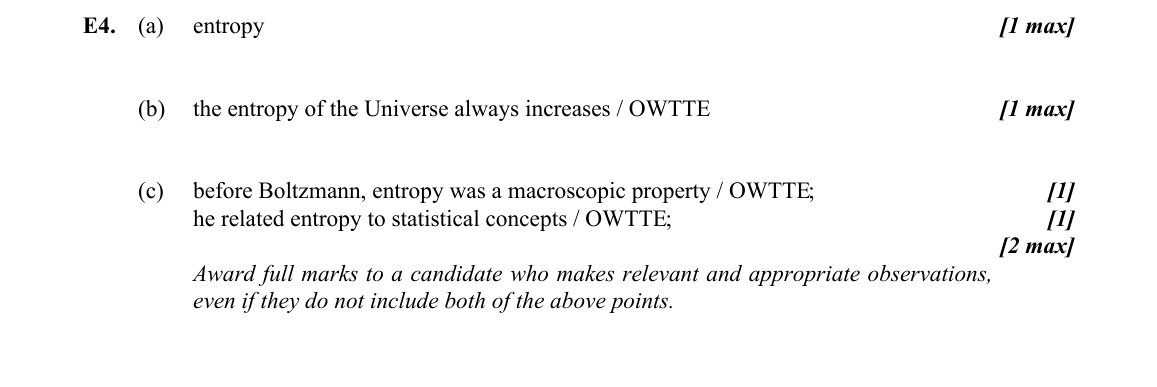 E4. (a) entropy [1 max]
(b) the entropy of the Universe always increases / OWTTE [1 max]
(c) before Boltzmann, entropy was a macroscopic property / OWTTE; [1]
he related entropy to statistical concepts / OWTTE; [1]
[2 max]
Award full marks to a candidate who makes relevant and appropriate observations,
even if they do not include both of the above points.